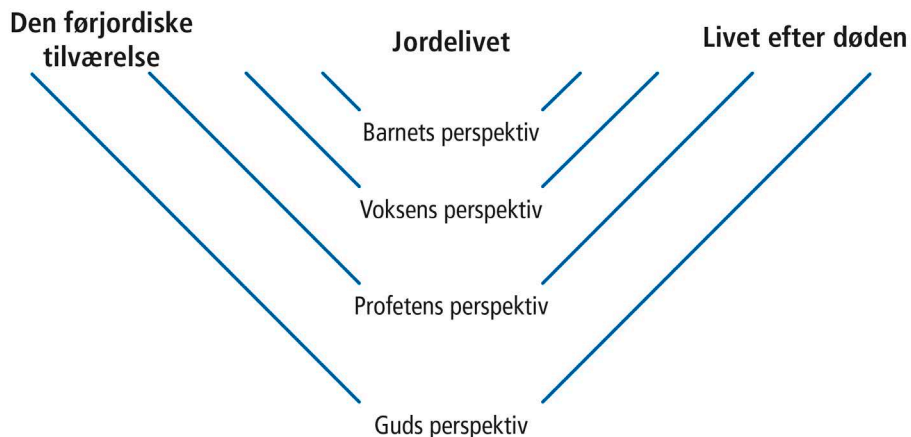 Den førjordiske
tilværelse
Jordelivet
Livet efter døden
Barnets perspektiv
Voksens perspektiv
Profetens perspektiv
Guds perspektiv